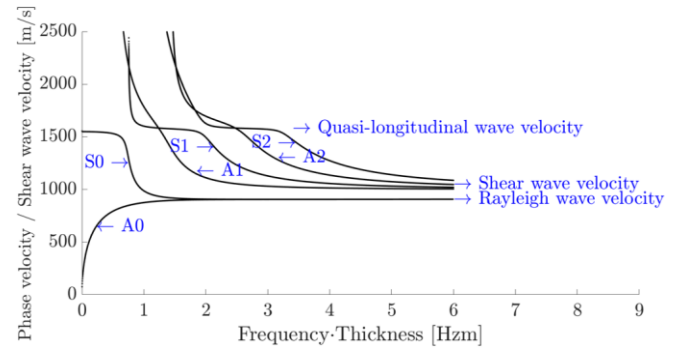 Phase velocity / Shear wave velocity [m/s]
2500
2000
1500
1000
500
0
← Quasi-longitudinal wave velocity
S1
S2
S0
← A2
← A1
Shear wave velocity
Rayleigh wave velocity
← A0
0 1 2 3 4 5 6 7 8 9
Frequency·Thickness [Hzm]